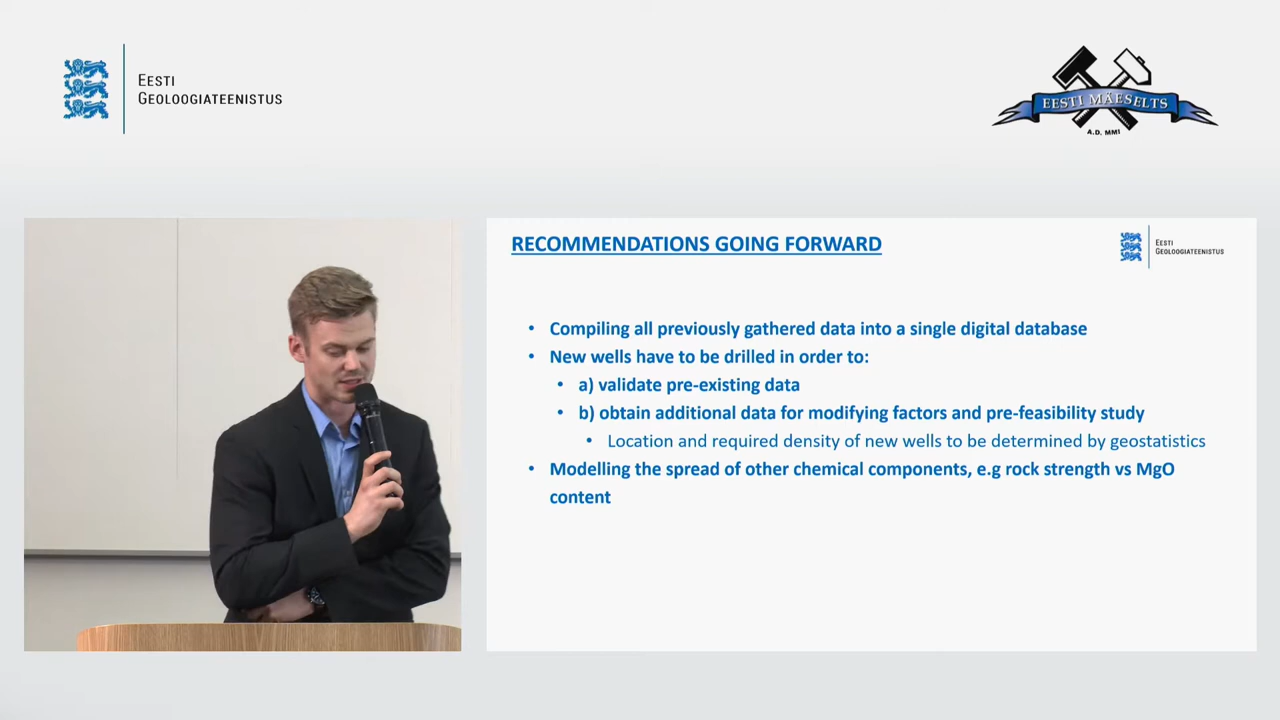 EESTI
GEOLOOGIATEENISTUS
EESTI MÄESELTS
A.D. MMI
RECOMMENDATIONS GOING FORWARD
EESTI
GEOLOOGIATEENISTUS
• Compiling all previously gathered data into a single digital database
• New wells have to be drilled in order to:
• a) validate pre-existing data
• b) obtain additional data for modifying factors and pre-feasibility study
• Location and required density of new wells to be determined by geostatistics
• Modelling the spread of other chemical components, e.g rock strength vs MgO
content